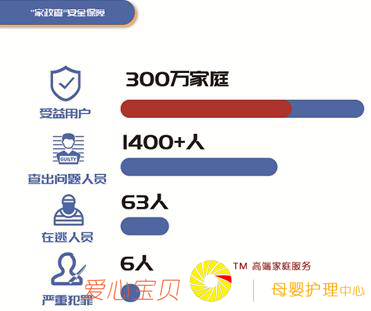 "家政查"安全保障
300万家庭
受益用户
1400+人
GUILTY
查出问题人员
63人
在逃人员
6人
TM 高端家庭服务
爱心宝贝
母婴护理中心
严重犯罪